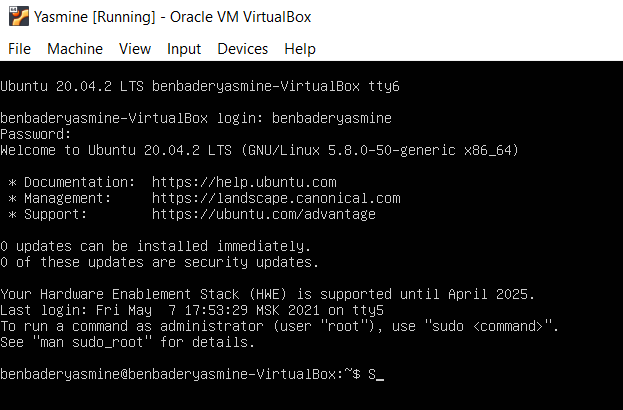 Yasmine [Running] - Oracle VM VirtualBox
File Machine View Input Devices Help
Ubuntu 20.04.2 LTS benbaderyasmine-VirtualBox tty6
benbaderyasmine-VirtualBox login: benbaderyasmine
Password:
Welcome to Ubuntu 20.04.2 LTS (GNU/Linux 5.8.0-50-generic x86_64)
* Documentation: https://help.ubuntu.com
* Management: https://landscape.canonical.com
* Support: https://ubuntu.com/advantage
0 updates can be installed immediately.
0 of these updates are security updates.
Your Hardware Enablement Stack (HWE) is supported until April 2025.
Last login: Fri May 7 17:53:29 MSK 2021 on tty5
To run a command as administrator (user "root"), use "sudo <command>".
See "man sudo_root" for details.
benbaderyasmine@benbaderyasmine-VirtualBox:~$ S_